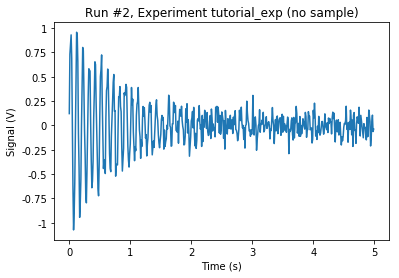 Run #2, Experiment tutorial_exp (no sample)
1
0.75
0.5
0.25
0
-0.25
-0.5
-0.75
-1
Signal (V)
0 1 2 3 4 5
Time (s)